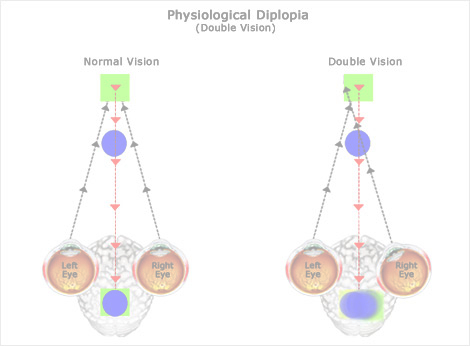 Physiological Diplopia
(Double Vision)
Normal Vision
Double Vision
Left
Eye
Right
Eye
Left
Eye
Right
Eye